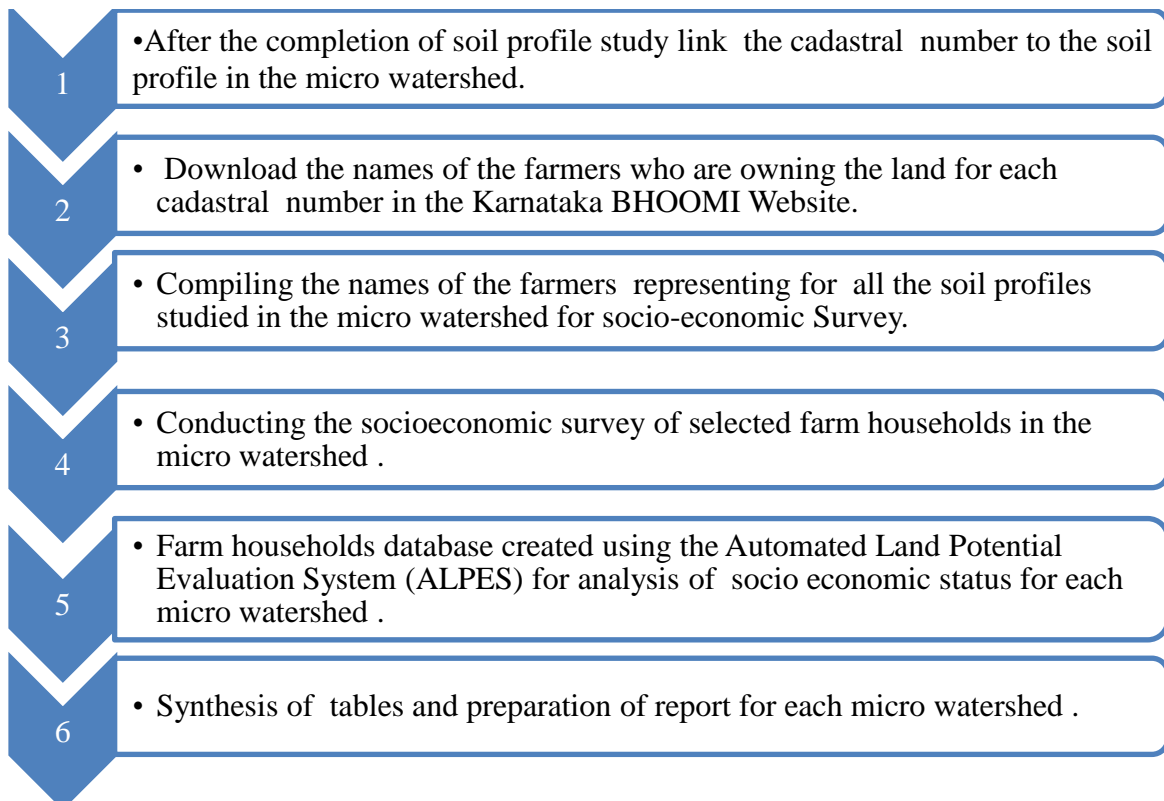 1
•After the completion of soil profile study link the cadastral number to the soil
profile in the micro watershed.
2
• Download the names of the farmers who are owning the land for each
cadastral number in the Karnataka BHOOMI Website.
3
• Compiling the names of the farmers representing for all the soil profiles
studied in the micro watershed for socio-economic Survey.
4
• Conducting the socioeconomic survey of selected farm households in the
micro watershed .
5
• Farm households database created using the Automated Land Potential
Evaluation System (ALPES) for analysis of socio economic status for each
micro watershed .
6
• Synthesis of tables and preparation of report for each micro watershed .